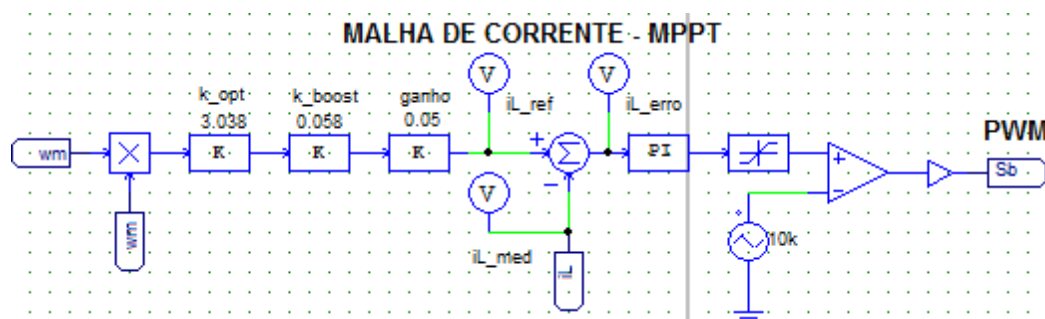 MALHA DE CORRENTE - MPPT
V
V
k_opt
k_boost
ganho
iL_ref
iL_erro
3.038
0.058
0.05
PWM
wm
K
K
K
+
Σ
−
PI
+
−
Sb
V
wm
iL_med
iL
10k